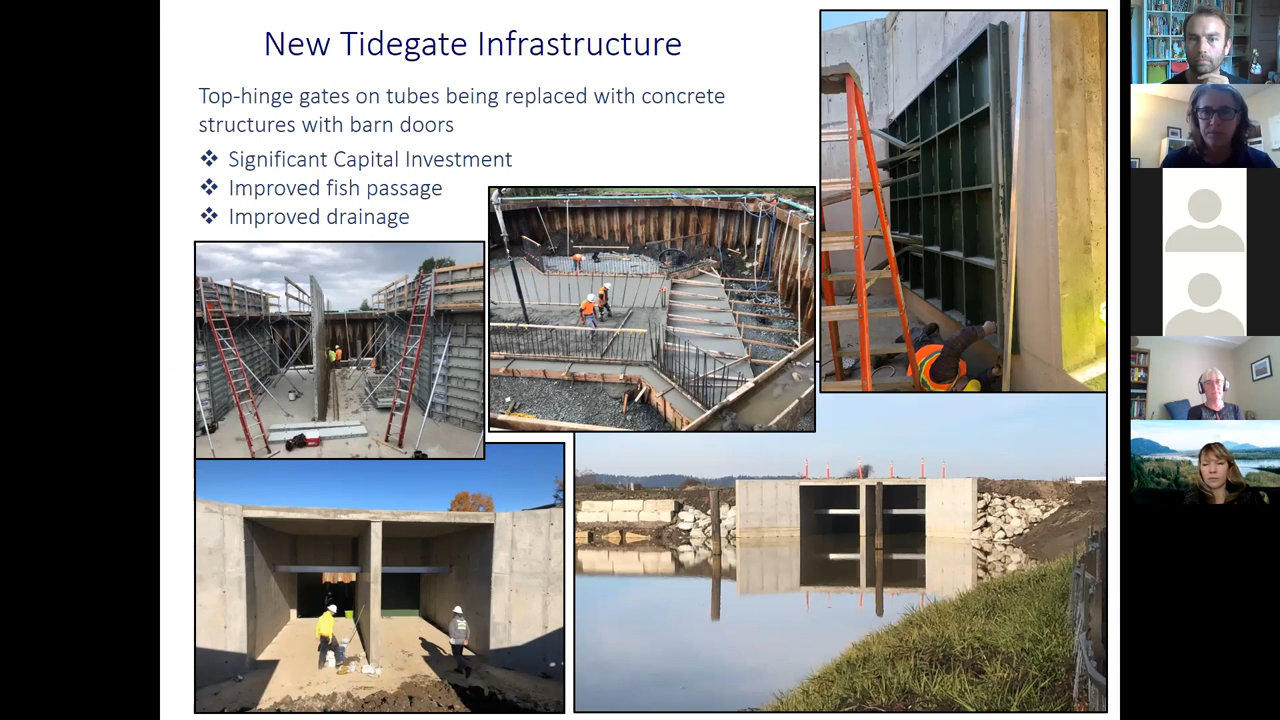 New Tidegate Infrastructure
Top-hinge gates on tubes being replaced with concrete
structures with barn doors
❖ Significant Capital Investment
❖ Improved fish passage
❖ Improved drainage